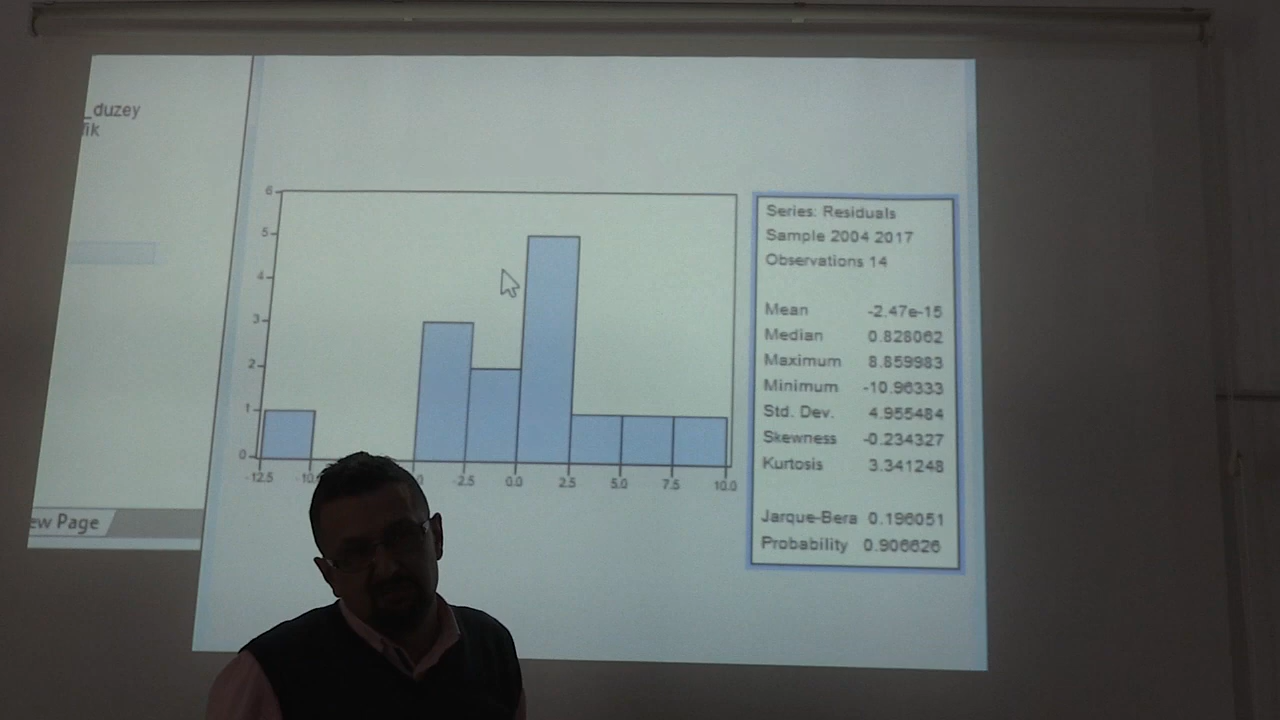 _duzey
lik
6
5
4
3
2
1
0
-12.5
-2.5 0.0 2.5 5.0 7.5 10.0
Series: Residuals
Sample 2004 2017
Observations 14
Mean -2.47e-15
Median 0.828062
Maximum 8.859983
Minimum -10.96333
Std. Dev. 4.955484
Skewness -0.234327
Kurtosis 3.341248
Jarque-Bera 0.196051
Probability 0.906626
ew Page